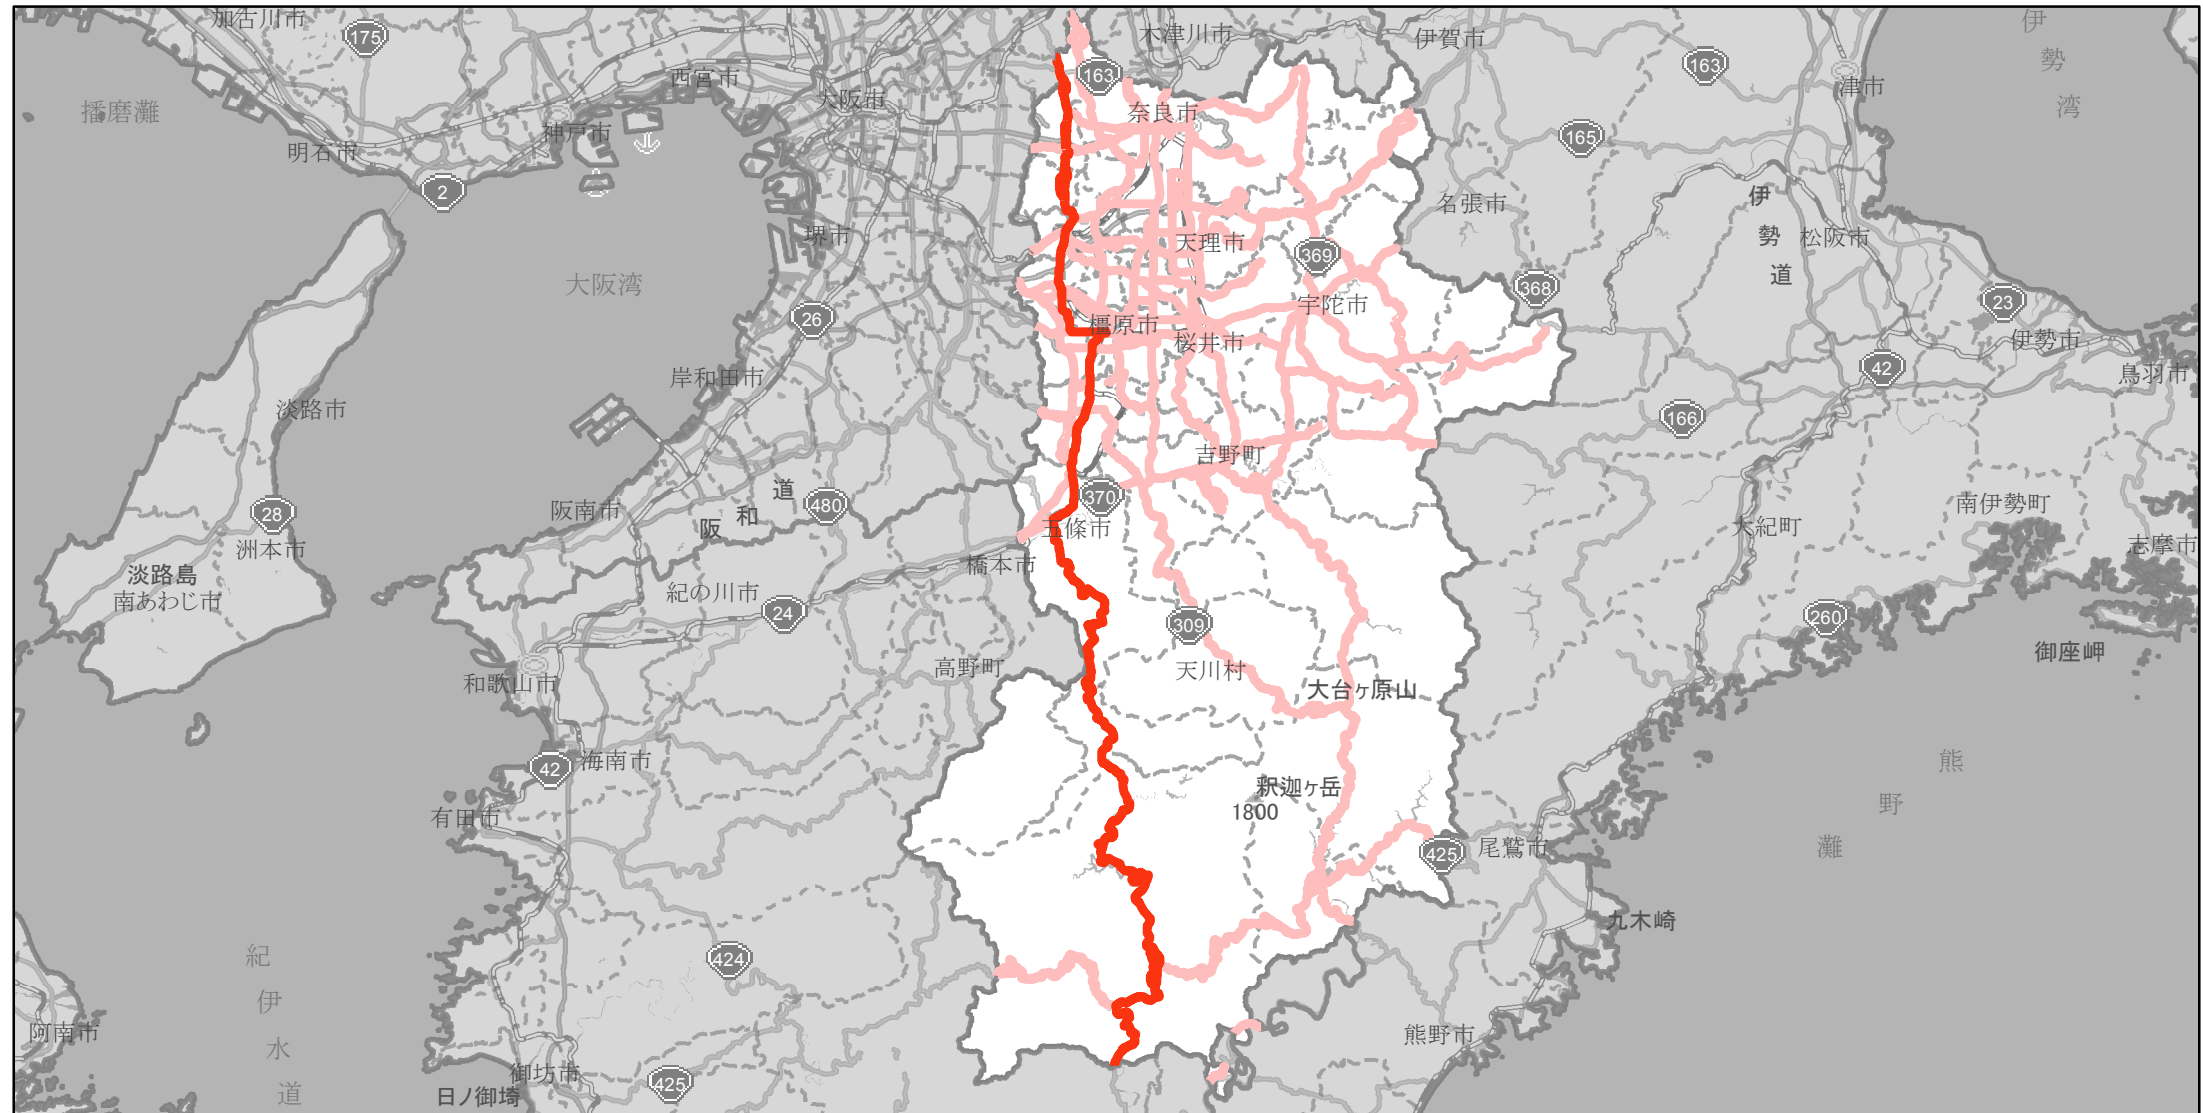 加古川市
175
西宮市
木津川市
163
伊賀市
163
津市
伊
勢
湾
播磨灘
明石市
神戸市
大阪市
奈良市
165
2
堺市
天理市
369
名張市
伊
勢
道
松阪市
大阪湾
26
橿原市
桜井市
宇陀市
368
23
伊勢市
鳥羽市
42
淡路市
岸和田市
166
吉野町
28
洲本市
淡路島
南あわじ市
阪南市
阪
和
道
480
橋本市
五條市
370
大紀町
南伊勢町
志摩市
紀の川市
24
309
260
御座岬
高野町
天川村
大台ヶ原山
和歌山市
42
海南市
有田市
釈迦ヶ岳
1800
425
尾鷲市
熊
野
灘
九木崎
紀
伊
水
道
424
阿南市
御坊市
425
日ノ御埼
熊野市